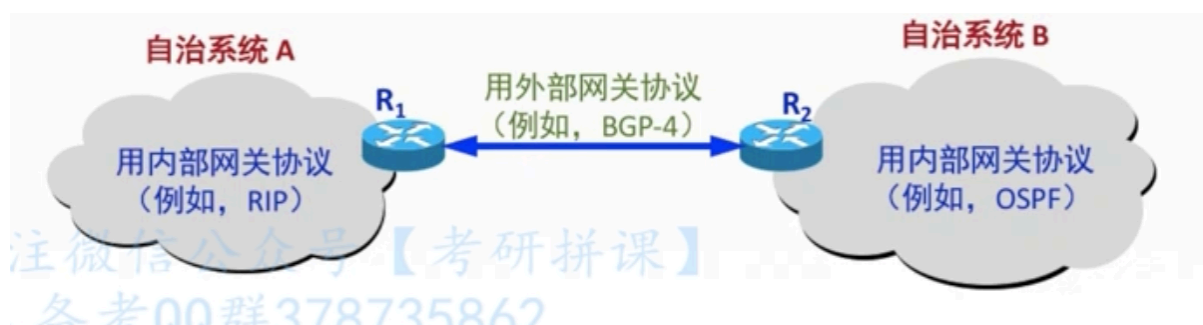 自治系统 A
自治系统 B
R1
用外部网关协议
（例如，BGP-4）
R2
用内部网关协议
（例如，RIP）
用内部网关协议
（例如，OSPF）
注微信公众号【考研拼课】
备考QQ群378735862